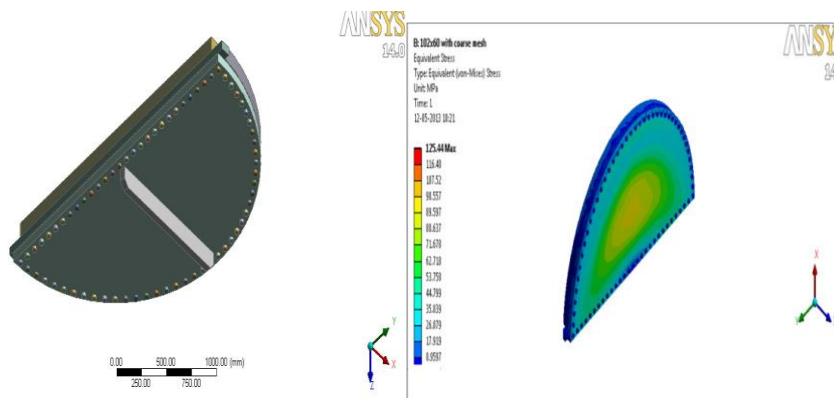 ANSYS
14.0
0.00
500.00
1000.00 (mm)
250.00
750.00
Y
X
Z
ANSYS
14
B: 102x60 with coarse mesh
Equivalent Stress
Type: Equivalent (von-Mises) Stress
Unit: MPa
Time: 1
12-05-2013 18:21
125.44 Max
116.48
107.52
98.557
89.597
80.637
71.678
62.718
53.758
44.799
35.839
26.879
17.919
8.9597
X
Y